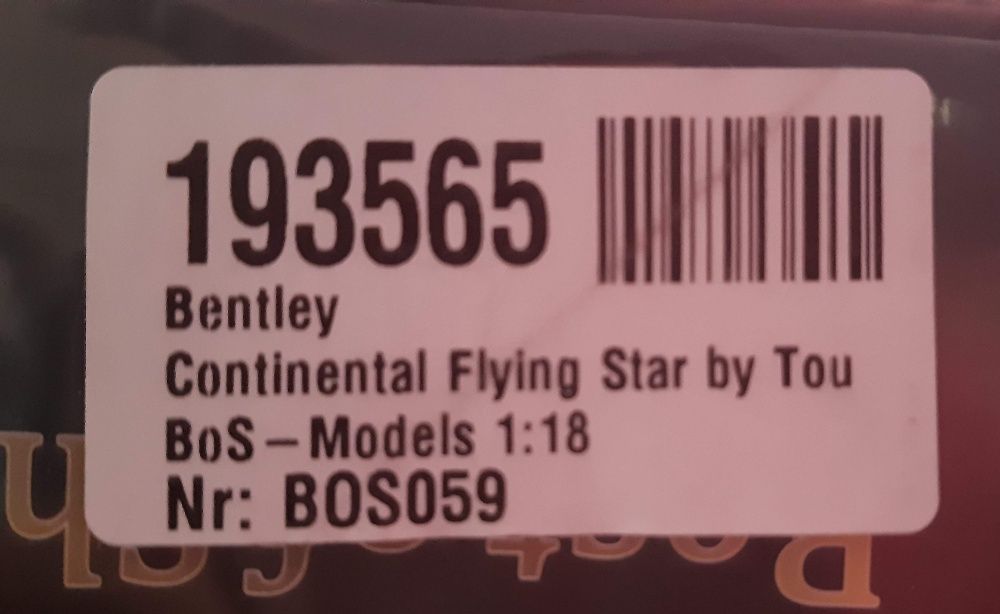 193565
Bentley
Continental Flying Star by Tou
BoS-Models 1:18
Nr: BOS059